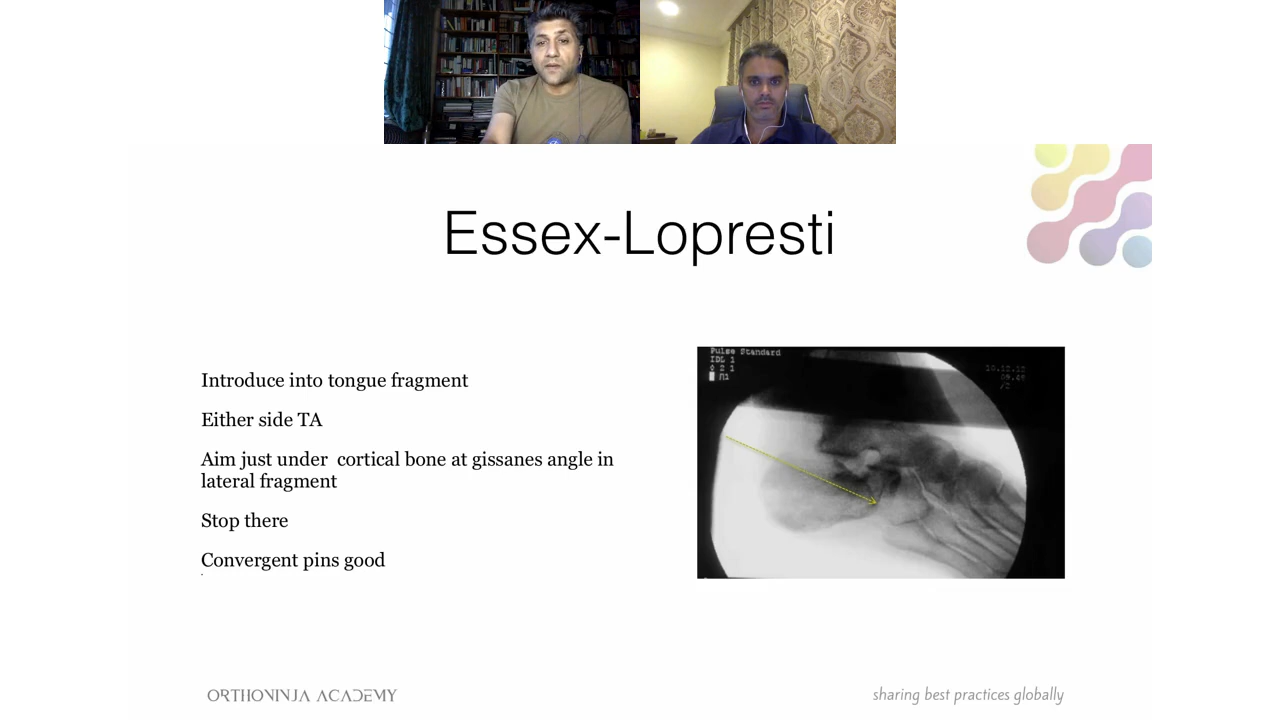 Essex-Lopresti
Introduce into tongue fragment
Either side TA
Aim just under  cortical bone at gissanes angle in
lateral fragment
Stop there
Convergent pins good
Pulse Standard
ORTHONINJA ACADEMY
sharing best practices globally